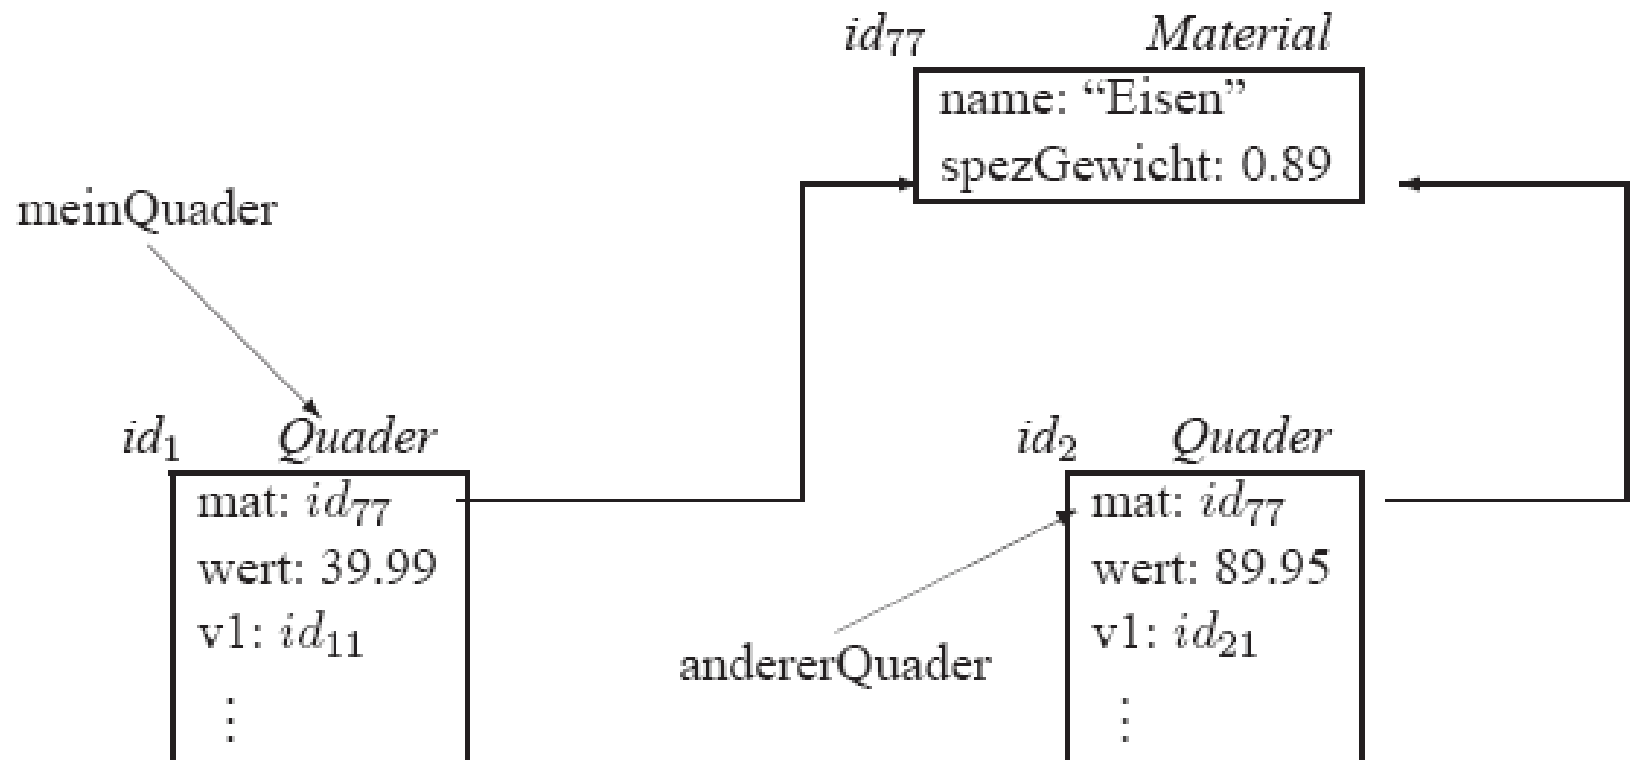 id₇₇ Material
name: “Eisen”
spezGewicht: 0.89
meinQuader
id₁ Quader
mat: id₇₇
wert: 39.99
v1: id₁₁
⋮
andererQuader
id₂ Quader
mat: id₇₇
wert: 89.95
v1: id₂₁
⋮